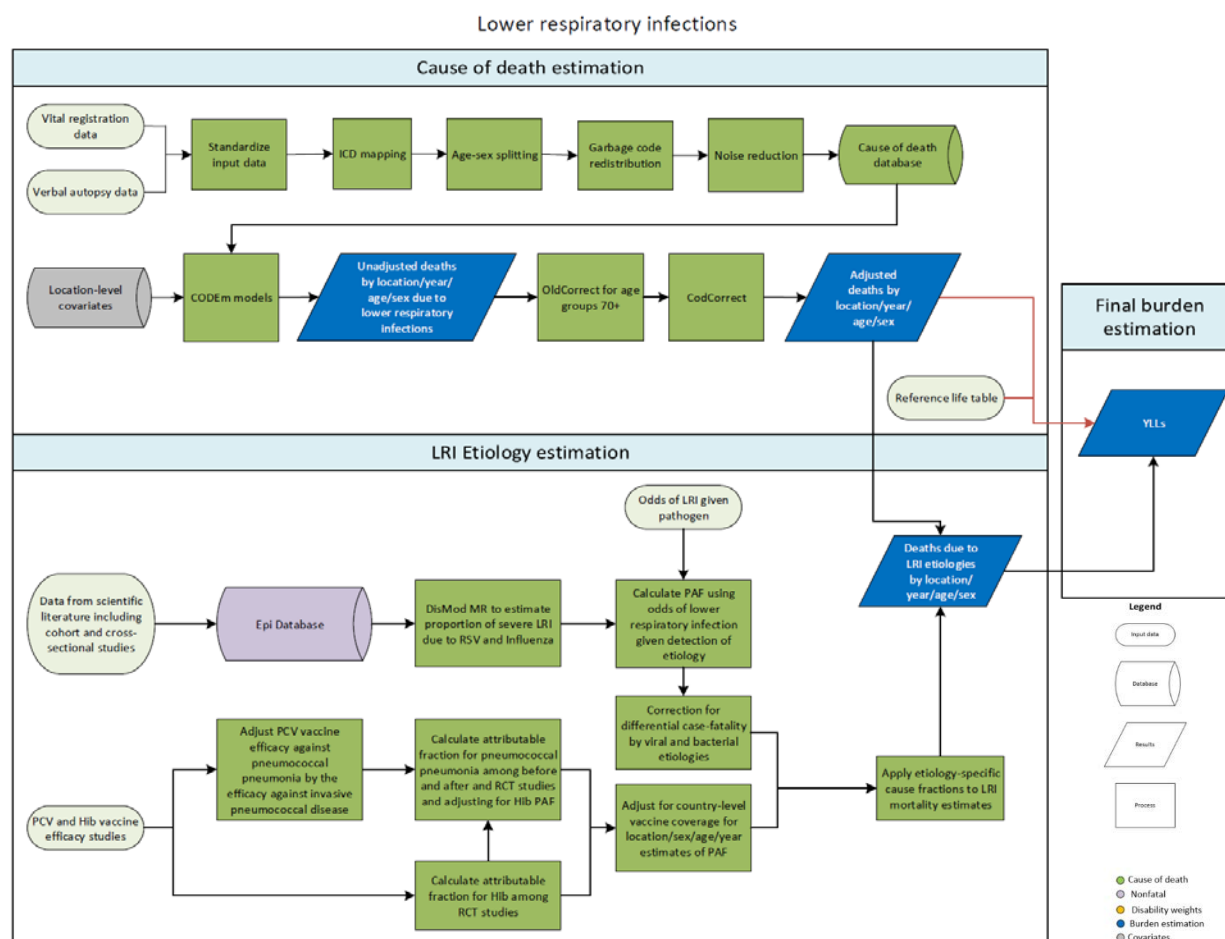 Lower respiratory infections
Cause of death estimation
Vital registration
data
Verbal autopsy data
Standardize
input data
ICD mapping
Age-sex splitting
Garbage code
redistribution
Noise reduction
Cause of death
database
Location-level
covariates
CODEm models
Unadjusted deaths
by location/year/
age/sex due to
lower respiratory
infections
OldCorrect for age
groups 70+
CodCorrect
Adjusted
deaths by
location/year/
age/sex
Reference life table
Final burden
estimation
YLLs
LRI Etiology estimation
Odds of LRI given
pathogen
Data from scientific
literature including
cohort and cross-
sectional studies
Epi Database
DisMod MR to estimate
proportion of severe LRI
due to RSV and Influenza
Calculate PAF using
odds of lower
respiratory infection
given detection of
etiology
Deaths due to
LRI etiologies
by location/
year/age/sex
Correction for
differential case-fatality
by viral and bacterial
etiologies
PCV and Hib vaccine
efficacy studies
Adjust PCV vaccine
efficacy against
pneumococcal
pneumonia by the
efficacy against invasive
pneumococcal disease
Calculate attributable
fraction for pneumococcal
pneumonia among before
and after and RCT studies
and adjusting for Hib PAF
Calculate attributable
fraction for Hib among
RCT studies
Adjust for country-level
vaccine coverage for
location/sex/age/year
estimates of PAF
Apply etiology-specific
cause fractions to LRI
mortality estimates
Legend
Input data
Database
Results
Process
Cause of death
Nonfatal
Disability weights
Burden estimation
Covariates